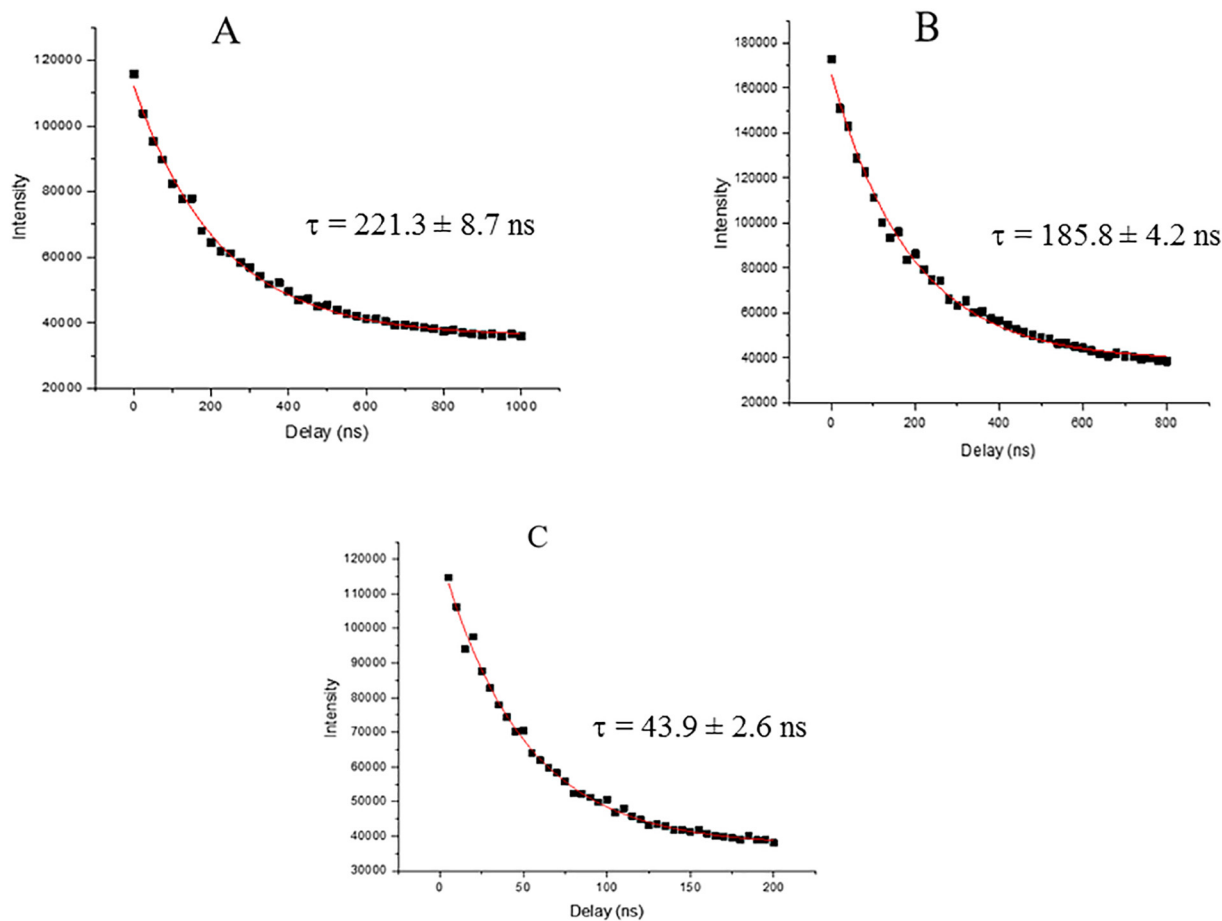 A
120000
100000
80000
60000
40000
20000
Intensity
τ = 221.3 ± 8.7 ns
0 200 400 600 800 1000
Delay (ns)
B
180000
160000
140000
120000
100000
80000
60000
40000
20000
Intensity
τ = 185.8 ± 4.2 ns
0 200 400 600 800
Delay (ns)
C
120000
110000
100000
90000
80000
70000
60000
50000
40000
30000
Intensity
τ = 43.9 ± 2.6 ns
0 50 100 150 200
Delay (ns)